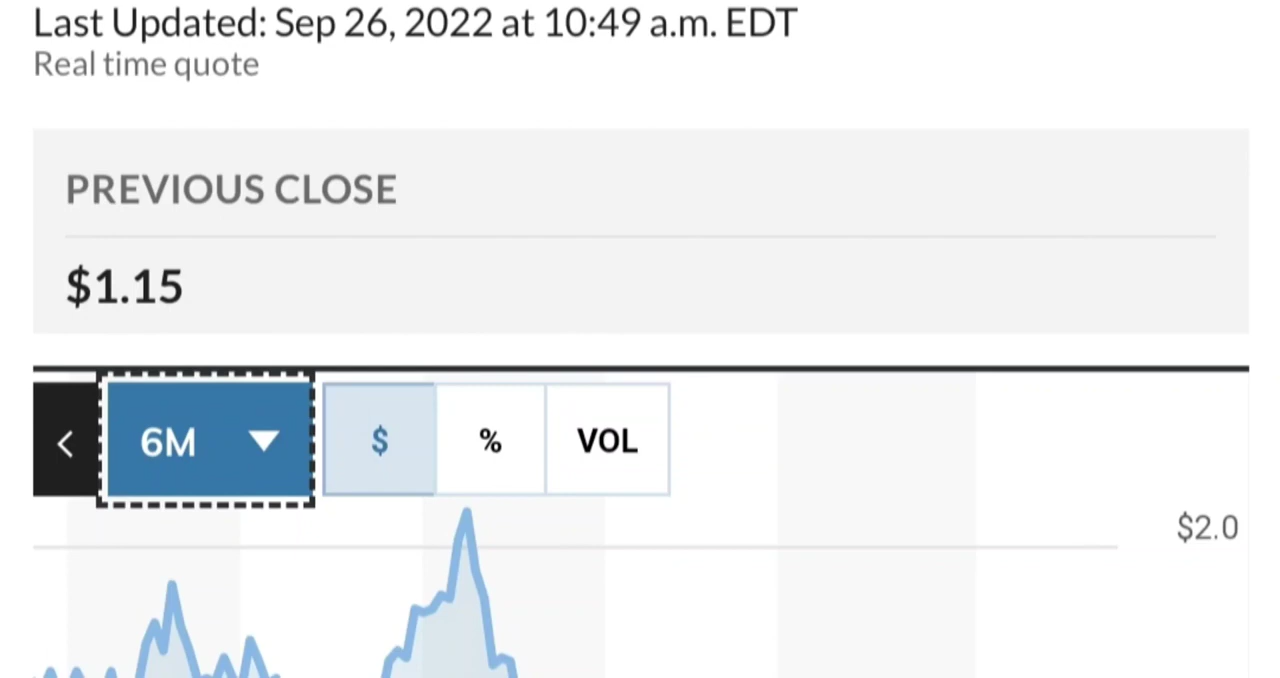 Last Updated: Sep 26, 2022 at 10:49 a.m. EDT
Real time quote
PREVIOUS CLOSE
$1.15
6M $ % VOL
$2.0